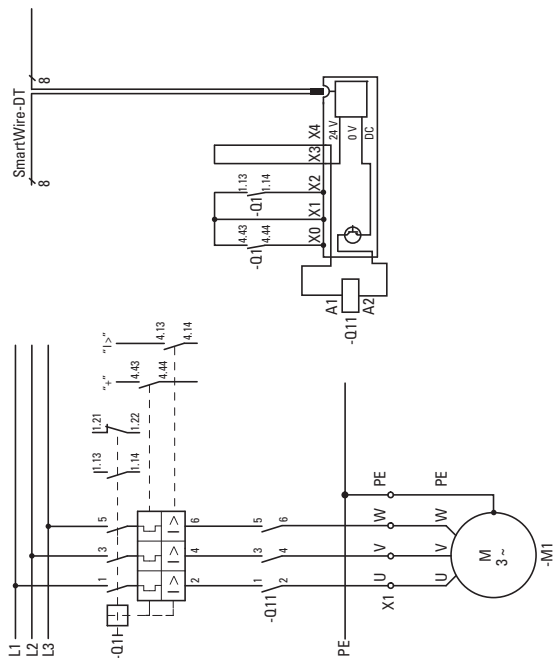 SmartWire-DT
8
8
X0
X1
X2
X3
X4
24 V
0 V
DC
-Q1
4.43
4.44
-Q1
1.13
1.14
A1
A2
-Q11
L1
L2
L3
"I >"
4.13
4.14
"+"
4.43
4.44
1.21
1.22
1.13
1.14
-Q1
1
3
5
I>
I>
I>
2
4
6
-Q11
1
3
5
2
4
6
PE
X1
U
V
W
PE
U
V
W
PE
M
3 ~
-M1